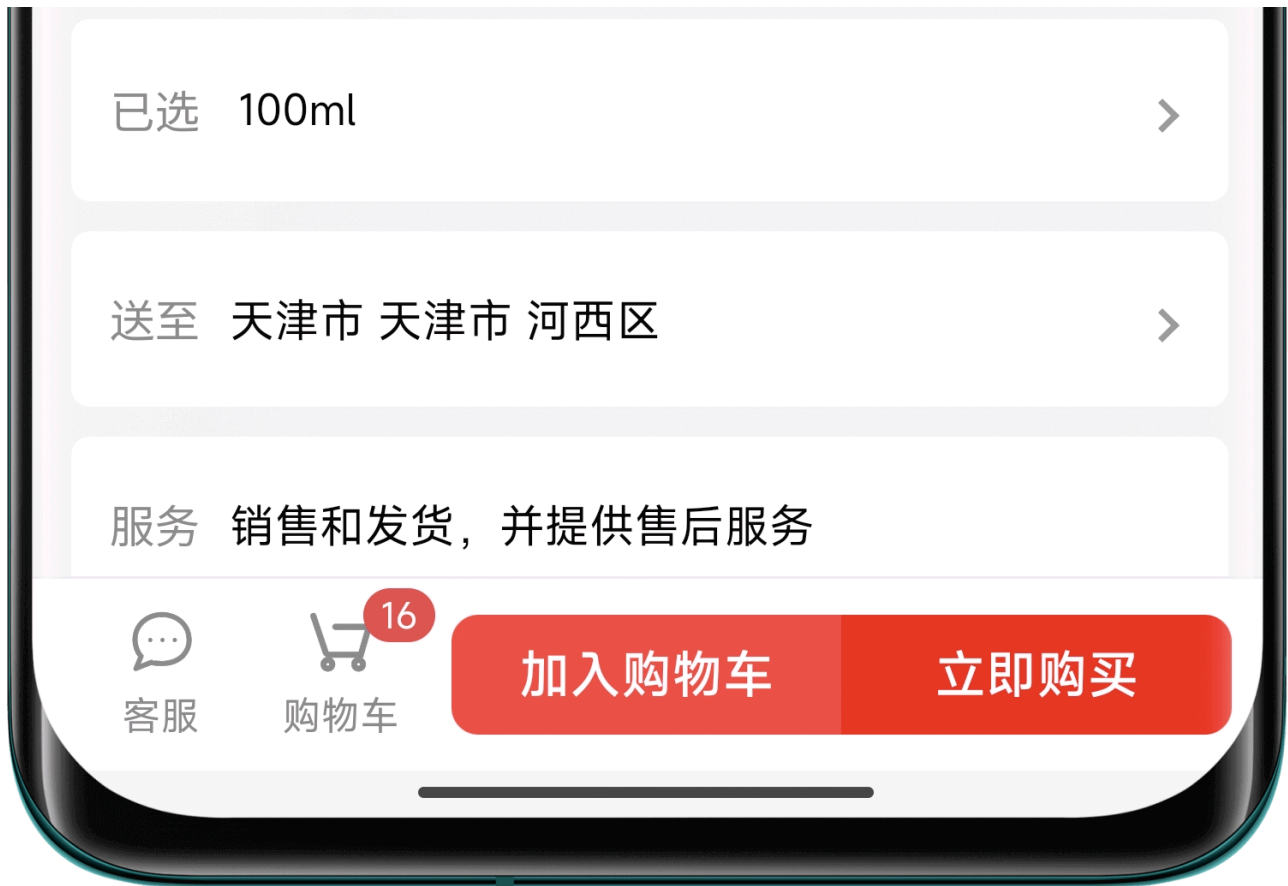 已选 100ml
送至 天津市 天津市 河西区
服务 销售和发货，并提供售后服务
16
客服 购物车 加入购物车 立即购买